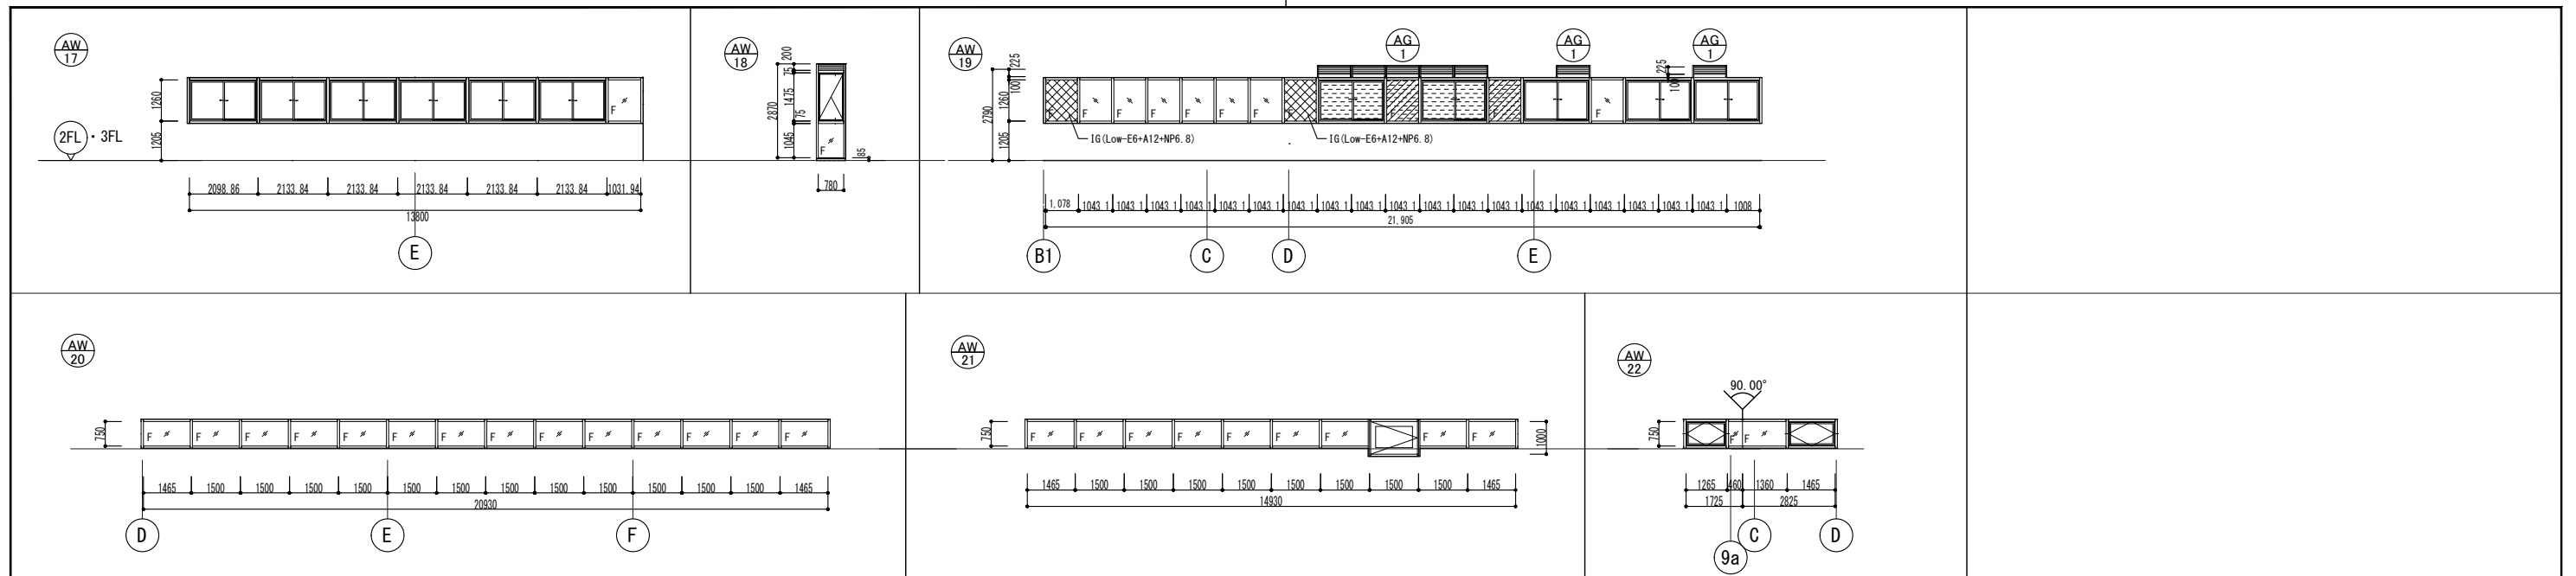 AW
17
1260
1205
2FL・3FL
2098.86 2133.84 2133.84 2133.84 2133.84 2133.84 1031.94
13800
E
F
AW
18
200
75
1475
75
1045
2870
85
780
F
AW
19
AG
1
AG
1
AG
1
225
100
1260
1205
2790
225
100
F F F F F F F F F F F
IG(Low-E6+A12+NP6.8)
IG(Low-E6+A12+NP6.8)
1,078 1043.1 1043.1 1043.1 1043.1 1043.1 1043.1 1043.1 1043.1 1043.1 1043.1 1043.1 1043.1 1043.1 1043.1 1043.1 1043.1 1043.1 1043.1 1043.1 1008
21,905
B1 C D E
AW
20
750
F F F F F F F F F F F F F F
1465 1500 1500 1500 1500 1500 1500 1500 1500 1500 1500 1500 1500 1465
20930
D E F
AW
21
750
F F F F F F F F F
1000
1465 1500 1500 1500 1500 1500 1500 1500 1500 1465
14930
AW
22
90.00°
750
F F
1265 460 1360 1465
1725 2825
9a C D